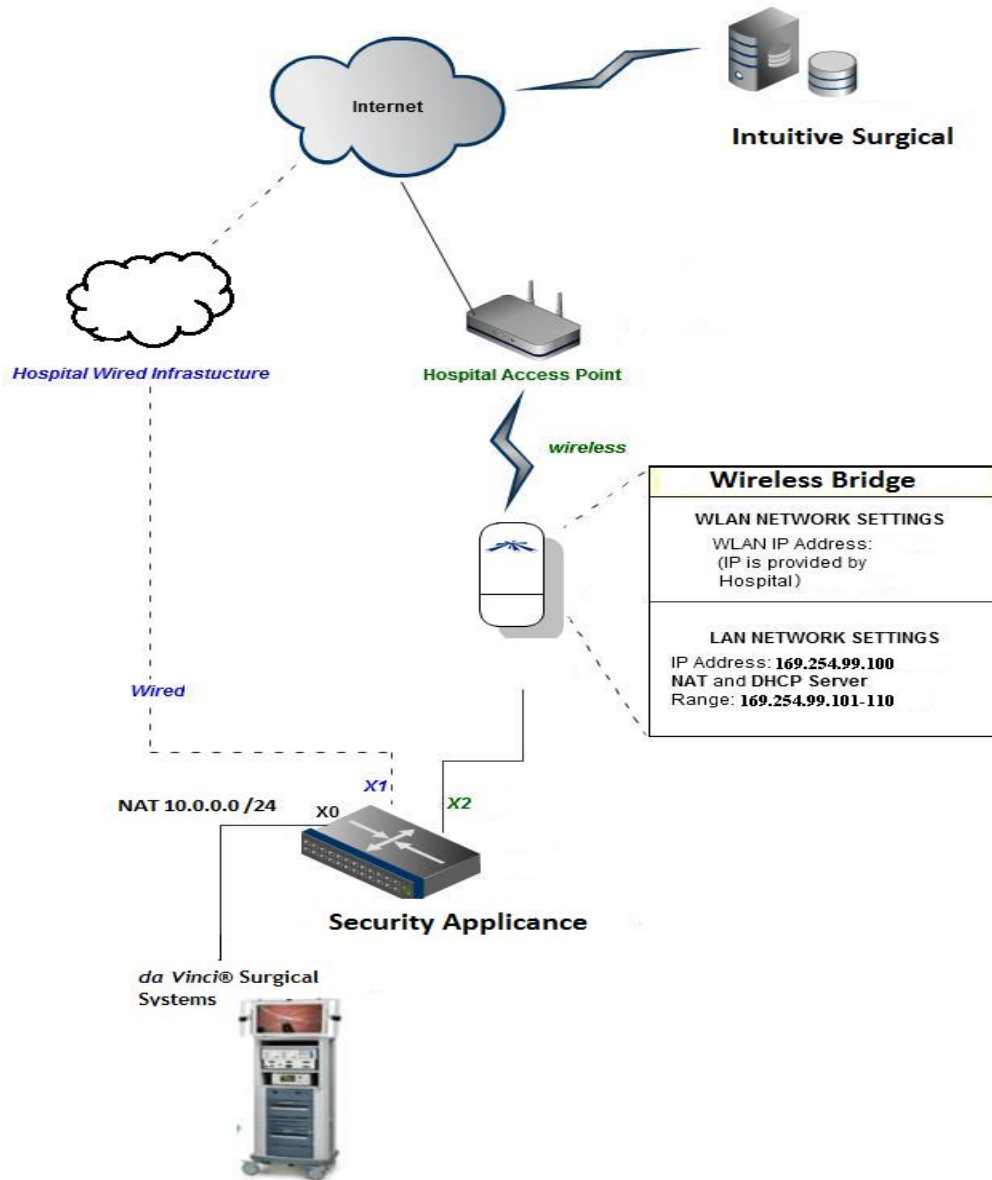 Internet
Intuitive Surgical
Hospital Wired Infrastucture
Hospital Access Point
wireless
Wireless Bridge
WLAN NETWORK SETTINGS
WLAN IP Address:
(IP is provided by
Hospital)
LAN NETWORK SETTINGS
IP Address: 169.254.99.100
NAT and DHCP Server
Range: 169.254.99.101-110
Wired
X1
X2
NAT 10.0.0.0 /24
X0
Security Applicance
da Vinci® Surgical
Systems